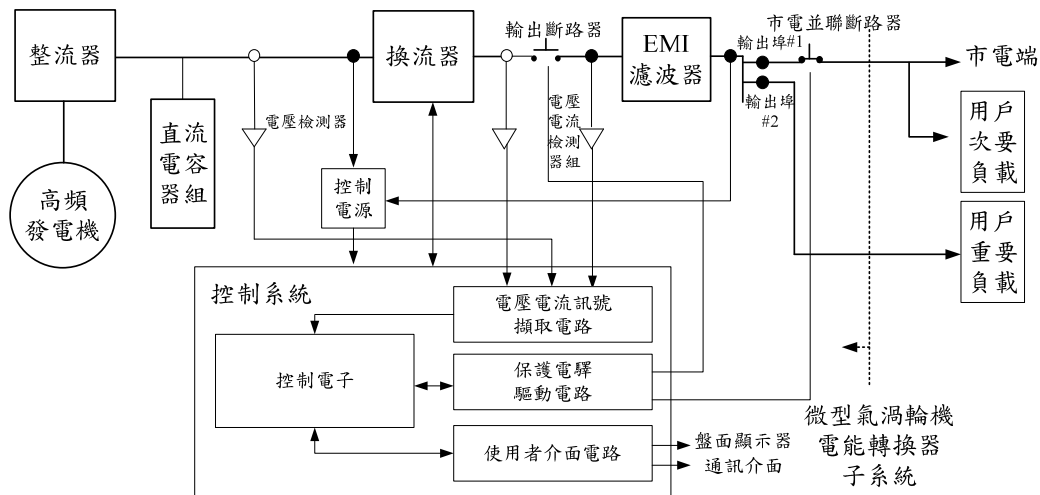 整流器
高頻
發電機
直流
電容
器組
電壓檢測器
控制
電源
換流器
輸出斷路器
電壓
電流
檢測
器組
EMI
濾波器
輸出埠#1
輸出埠
#2
市電並聯斷路器
市電端
用戶
次要
負載
用戶
重要
負載
控制系統
電壓電流訊號
擷取電路
控制電子
保護電驛
驅動電路
使用者介面電路
盤面顯示器
通訊介面
微型氣渦輪機
電能轉換器
子系統